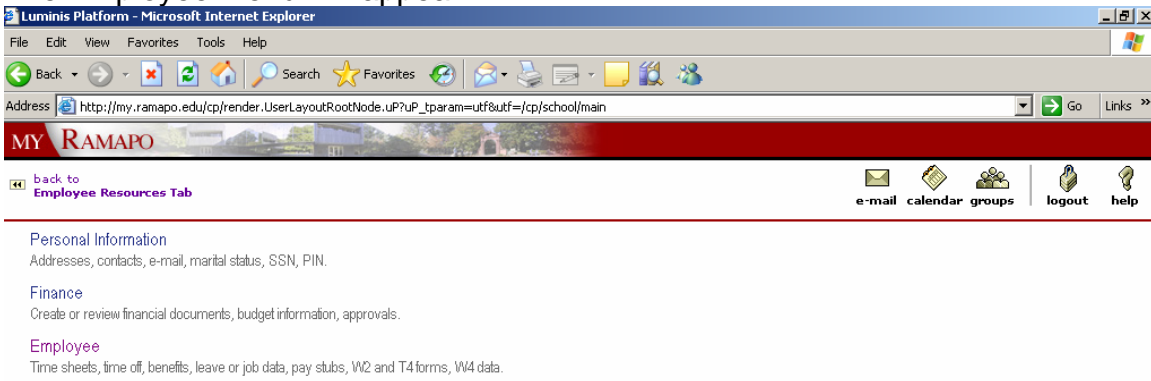 Luminis Platform - Microsoft Internet Explorer
File Edit View Favorites Tools Help
Back Search Favorites
Address http://my.ramapo.edu/cp/render.UserLayoutRootNode.uP?uP_tparam=utf&utf=/cp/school/main Go Links »
MY RAMAPO
back to
Employee Resources Tab
e-mail calendar groups logout help
Personal Information
Addresses, contacts, e-mail, marital status, SSN, PIN.
Finance
Create or review financial documents, budget information, approvals.
Employee
Time sheets, time off, benefits, leave or job data, pay stubs, W2 and T4 forms, W4 data.